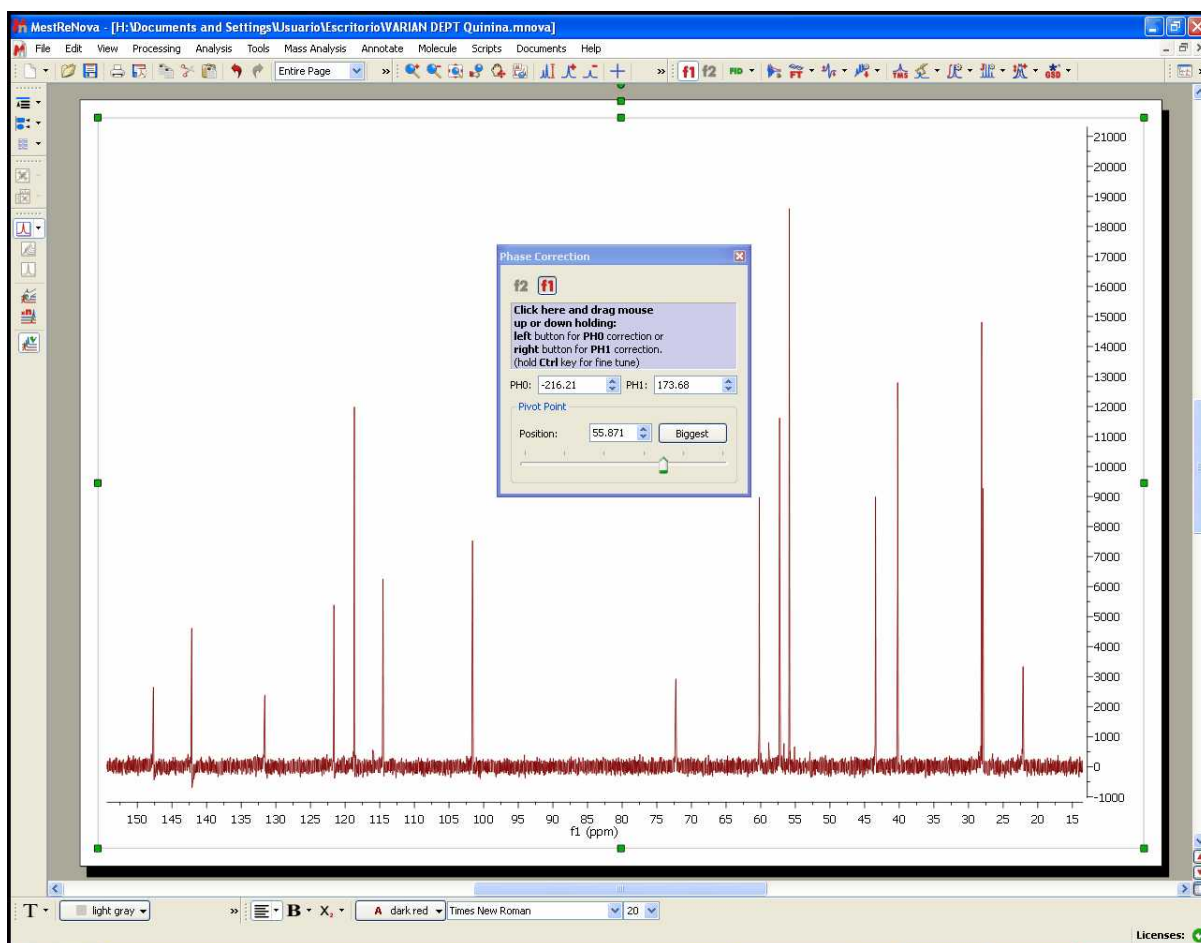 MestReNova - [H:\Documents and Settings\Usuario\Escritorio\VARIAN DEPT Quinina.mnova]
File Edit View Processing Analysis Tools Mass Analysis Annotate Molecule Scripts Documents Help
Entire Page » » f1 f2 FID FT TMS GSD
21000
20000
19000
18000
17000
16000
15000
14000
13000
12000
11000
10000
9000
8000
7000
6000
5000
4000
3000
2000
1000
0
-1000
Phase Correction
f2 f1
Click here and drag mouse
up or down holding:
left button for PH0 correction or
right button for PH1 correction.
(hold Ctrl key for fine tune)
PH0: -216.21 PH1: 173.68
Pivot Point
Position: 55.871 Biggest
150 145 140 135 130 125 120 115 110 105 100 95 90 85 80 75 70 65 60 55 50 45 40 35 30 25 20 15
f1 (ppm)
T light gray » B X₂ A dark red Times New Roman 20
Licenses: